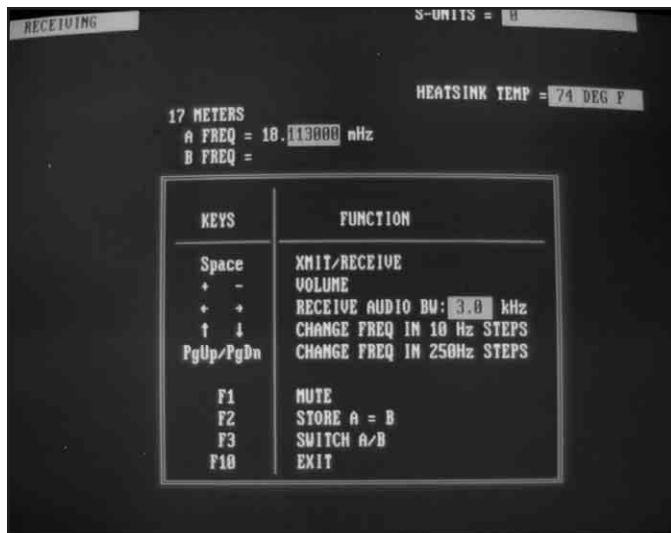 RECEIVING
S-UNITS = 0
HEATSINK TEMP = 74 DEG F
17 METERS
A FREQ = 18.113000 mHz
B FREQ =
KEYS FUNCTION
Space XMIT/RECEIVE
+ - VOLUME
← → RECEIVE AUDIO BW: 3.0 kHz
↑ ↓ CHANGE FREQ IN 10 Hz STEPS
PgUp/PgDn CHANGE FREQ IN 250Hz STEPS
F1 MUTE
F2 STORE A = B
F3 SWITCH A/B
F10 EXIT